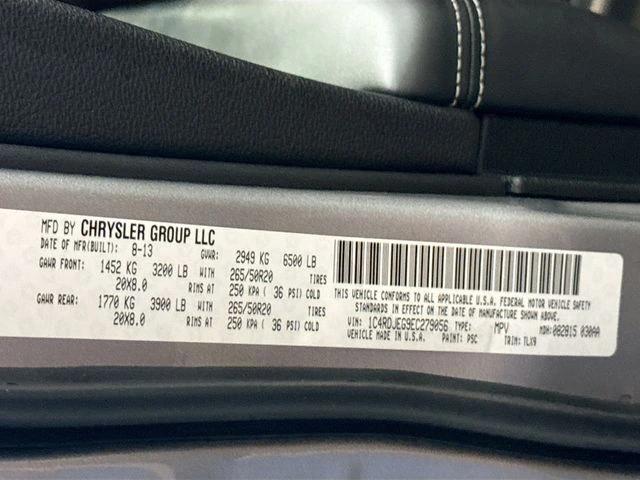 MFD BY CHRYSLER GROUP LLC
DATE OF MFR(BUILT): 8-13 GVWR: 2949 KG 6500 LB
GAWR FRONT: 1452 KG 3200 LB WITH 265/50R20 TIRES
20X8.0 RIMS AT 250 KPA ( 36 PSI) COLD
GAWR REAR: 1770 KG 3900 LB WITH 265/50R20 TIRES
20X8.0 RIMS AT 250 KPA ( 36 PSI) COLD
THIS VEHICLE CONFORMS TO ALL APPLICABLE U.S.A. FEDERAL MOTOR VEHICLE SAFETY
STANDARDS IN EFFECT ON THE DATE OF MANUFACTURE SHOWN ABOVE.
VIN: 1C4RDJEG9EC279056 TYPE: MPV MDH: 082815 030AA
VEHICLE MADE IN U.S.A. PAINT: PSC TRIM: TLX9